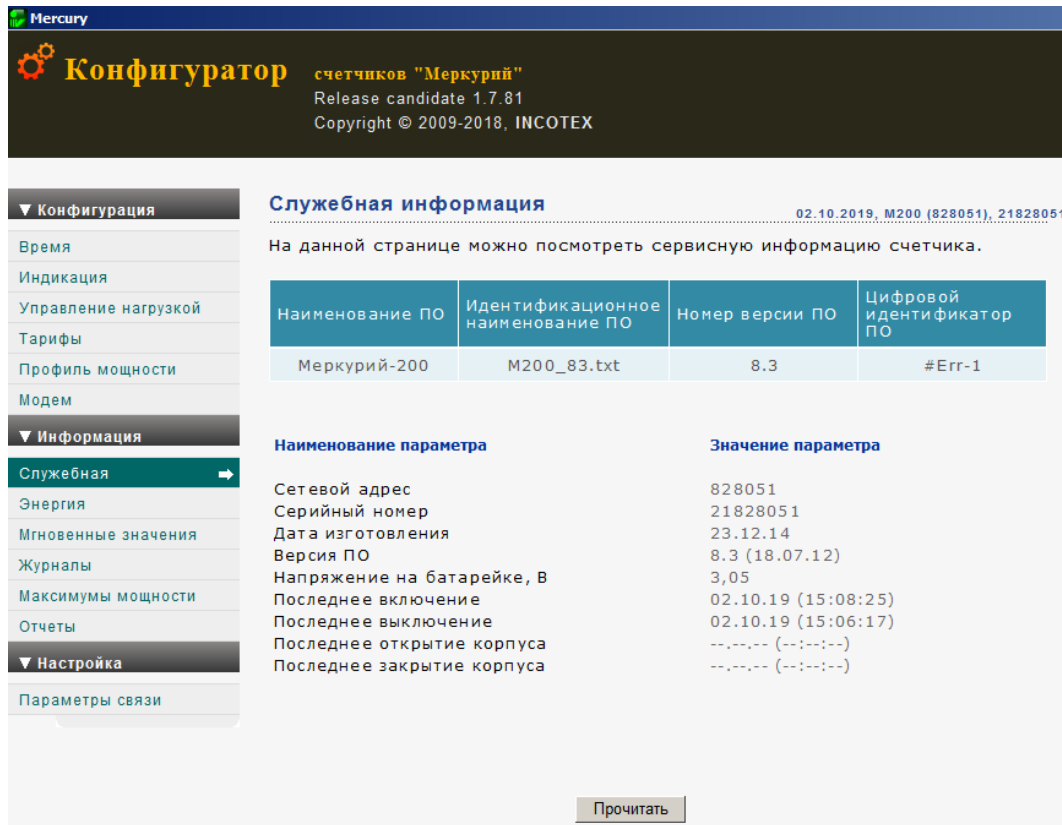 Mercury
Конфигуратор
счетчиков "Меркурий"
Release candidate 1.7.81
Copyright © 2009-2018, INCOTEX
▼ Конфигурация
Время
Индикация
Управление нагрузкой
Тарифы
Профиль мощности
Модем
▼ Информация
Служебная
Энергия
Мгновенные значения
Журналы
Максимумы мощности
Отчеты
▼ Настройка
Параметры связи
Служебная информация
02.10.2019, M200 (828051), 21828051
На данной странице можно посмотреть сервисную информацию счетчика.
Наименование ПО
Идентификационное
наименование ПО
Номер версии ПО
Цифровой
идентификатор
ПО
Меркурий-200
M200_83.txt
8.3
#Err-1
Наименование параметра Значение параметра
Сетевой адрес 828051
Серийный номер 21828051
Дата изготовления 23.12.14
Версия ПО 8.3 (18.07.12)
Напряжение на батарейке, В 3,05
Последнее включение 02.10.19 (15:08:25)
Последнее выключение 02.10.19 (15:06:17)
Последнее открытие корпуса --.--.-- (--:--:--)
Последнее закрытие корпуса --.--.-- (--:--:--)
Прочитать